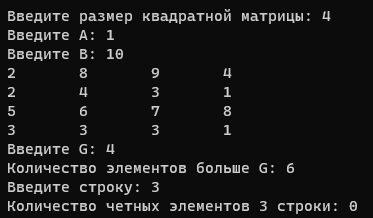 Введите размер квадратной матрицы: 4
Введите A: 1
Введите B: 10
2 8 9 4
2 4 3 1
5 6 7 8
3 3 3 1
Введите G: 4
Количество элементов больше G: 6
Введите строку: 3
Количество четных элементов 3 строки: 0